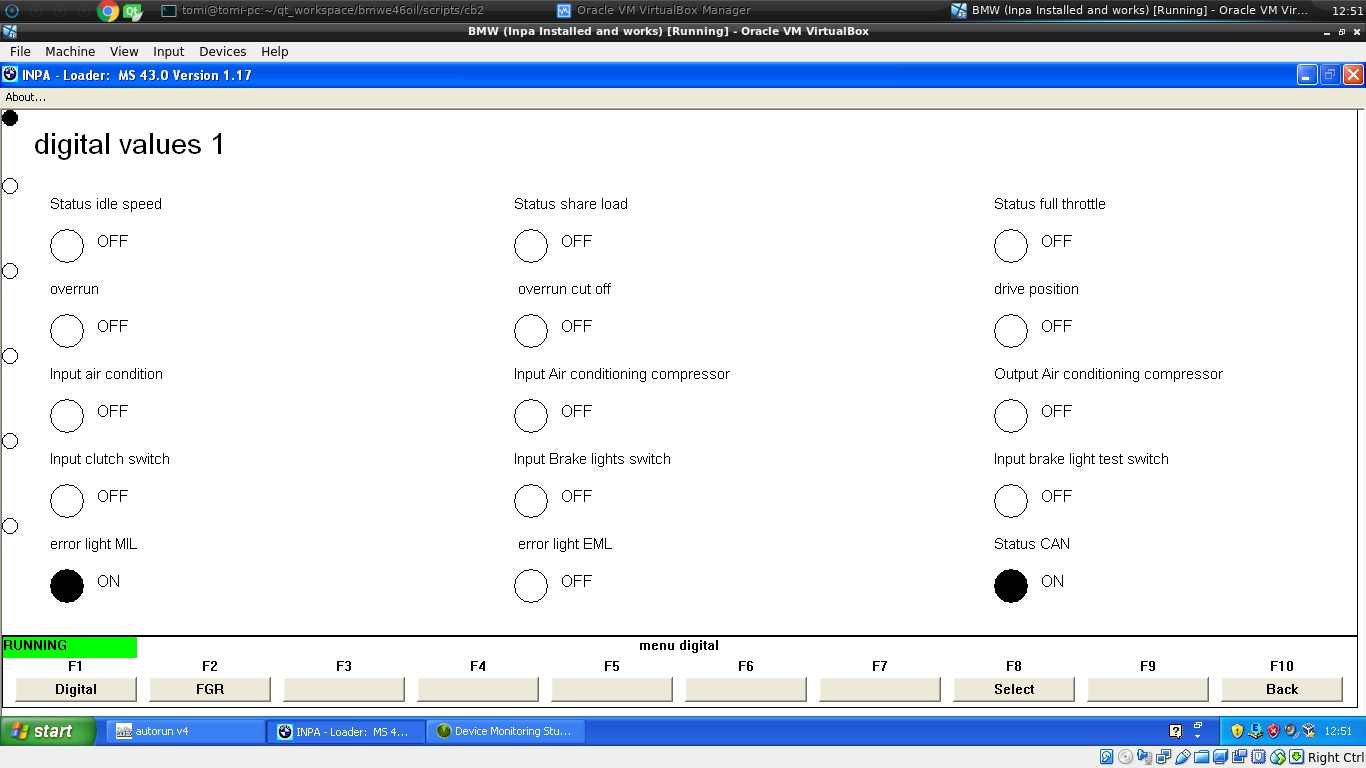 tomi@tomi-pc:~/qt_workspace/bmwe46oil/scripts/cb2
Oracle VM VirtualBox Manager
BMW (Inpa Installed and works) [Running] - Oracle VM Vir...
12:51
BMW (Inpa Installed and works) [Running] - Oracle VM VirtualBox
File Machine View Input Devices Help
INPA - Loader: MS 43.0 Version 1.17
About...
digital values 1
Status idle speed Status share load Status full throttle
OFF OFF OFF
overrun overrun cut off drive position
OFF OFF OFF
Input air condition Input Air conditioning compressor Output Air conditioning compressor
OFF OFF OFF
Input clutch switch Input Brake lights switch Input brake light test switch
OFF OFF OFF
error light MIL error light EML Status CAN
ON OFF ON
RUNNING menu digital
F1 F2 F3 F4 F5 F6 F7 F8 F9 F10
Digital FGR Select Back
start autorun v4 INPA - Loader: MS 4... Device Monitoring Stu... 12:51
Right Ctrl